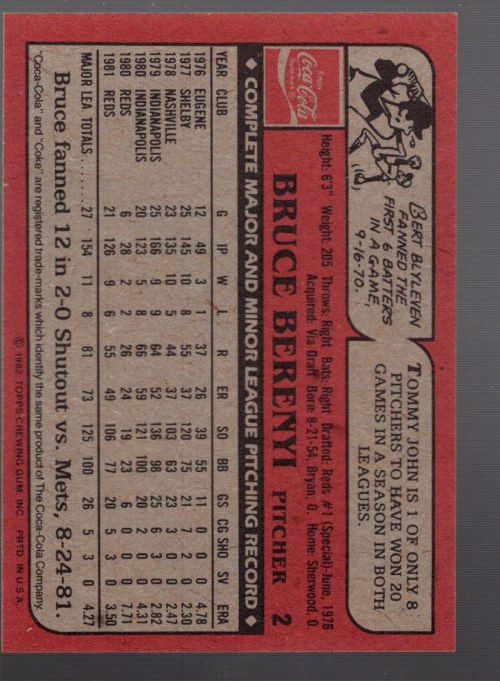 BERT BLYLEVEN
FANNED THE
FIRST 6 BATTERS
IN A GAME,
9-16-70.
TOMMY JOHN IS 1 OF ONLY 8
PITCHERS TO HAVE WON 20
GAMES IN A SEASON IN BOTH
LEAGUES.
Enjoy
Coca-Cola
Height: 6'3" Weight: 205 Throws: Right Bats: Right Drafted: Reds #1 (Special)-June, 1976
Acquired: Via Draft Born: 8-21-54, Bryan, O. Home: Sherwood, O.
BRUCE BERENYI PITCHER 2
◆ COMPLETE MAJOR AND MINOR LEAGUE PITCHING RECORD ◆
YEAR CLUB G IP W L R ER SO BB GS CG SHO SV ERA
1976 EUGENE 12 49 3 1 37 26 39 55 11 0 0 0 4.78
1977 SHELBY 25 145 10 8 55 37 120 75 21 7 2 0 2.30
1978 NASHVILLE 23 135 10 5 44 37 103 63 23 1 0 0 2.47
1979 INDIANAPOLIS 25 166 9 9 64 52 136 98 25 6 3 0 2.82
1980 INDIANAPOLIS 20 123 5 8 66 59 121 100 20 2 0 0 4.31
1980 REDS 6 28 2 2 26 24 19 23 6 0 0 0 7.71
1981 REDS 21 126 9 6 55 49 106 77 20 5 3 0 3.50
MAJOR LEA TOTALS....... 27 154 11 8 81 73 125 100 26 5 3 0 4.27
Bruce fanned 12 in 2-0 Shutout vs. Mets, 8-24-81
"Coca-Cola" and "Coke" are registered trade-marks which identify the same product of The Coca-Cola Company.
© 1982 TOPPS CHEWING GUM, INC. PRTD. IN U.S.A.